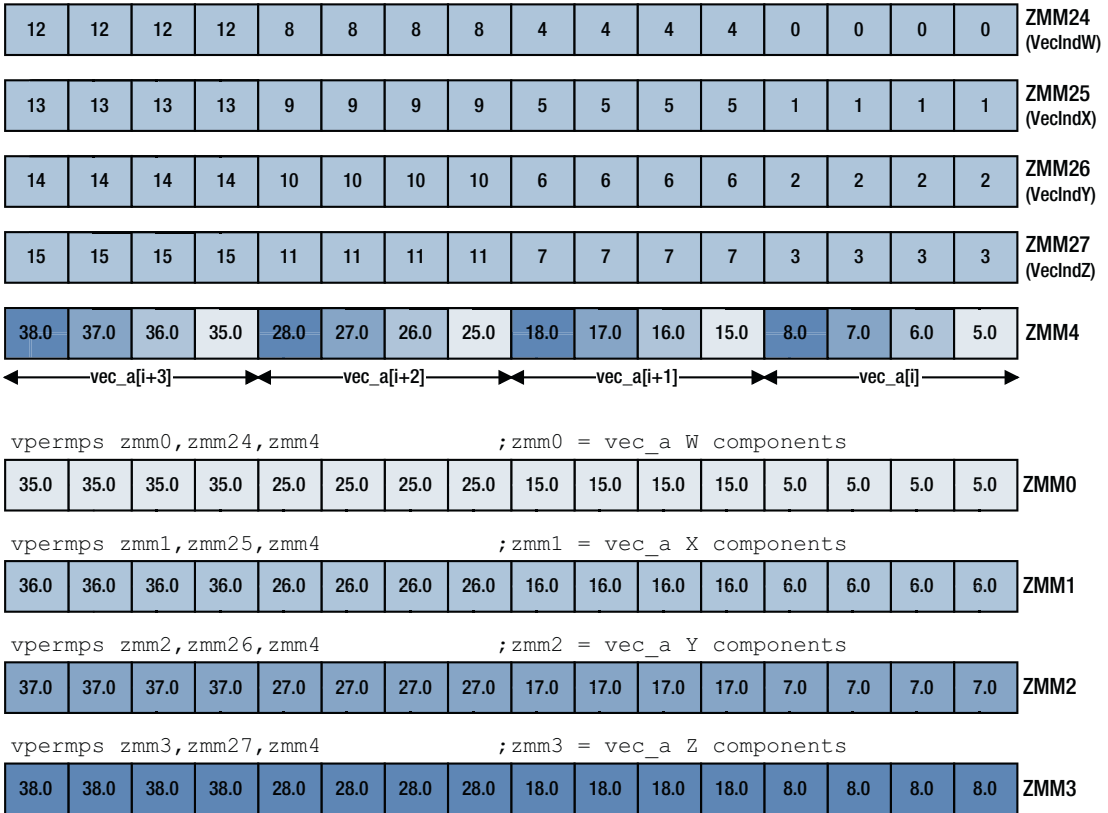 12 12 12 12 8 8 8 8 4 4 4 4 0 0 0 0 ZMM24
(VecIndW)
13 13 13 13 9 9 9 9 5 5 5 5 1 1 1 1 ZMM25
(VecIndX)
14 14 14 14 10 10 10 10 6 6 6 6 2 2 2 2 ZMM26
(VecIndY)
15 15 15 15 11 11 11 11 7 7 7 7 3 3 3 3 ZMM27
(VecIndZ)
38.0 37.0 36.0 35.0 28.0 27.0 26.0 25.0 18.0 17.0 16.0 15.0 8.0 7.0 6.0 5.0 ZMM4
vec_a[i+3] vec_a[i+2] vec_a[i+1] vec_a[i]
vpermps zmm0,zmm24,zmm4 ;zmm0 = vec_a W components
35.0 35.0 35.0 35.0 25.0 25.0 25.0 25.0 15.0 15.0 15.0 15.0 5.0 5.0 5.0 5.0 ZMM0
vpermps zmm1,zmm25,zmm4 ;zmm1 = vec_a X components
36.0 36.0 36.0 36.0 26.0 26.0 26.0 26.0 16.0 16.0 16.0 16.0 6.0 6.0 6.0 6.0 ZMM1
vpermps zmm2,zmm26,zmm4 ;zmm2 = vec_a Y components
37.0 37.0 37.0 37.0 27.0 27.0 27.0 27.0 17.0 17.0 17.0 17.0 7.0 7.0 7.0 7.0 ZMM2
vpermps zmm3,zmm27,zmm4 ;zmm3 = vec_a Z components
38.0 38.0 38.0 38.0 28.0 28.0 28.0 28.0 18.0 18.0 18.0 18.0 8.0 8.0 8.0 8.0 ZMM3